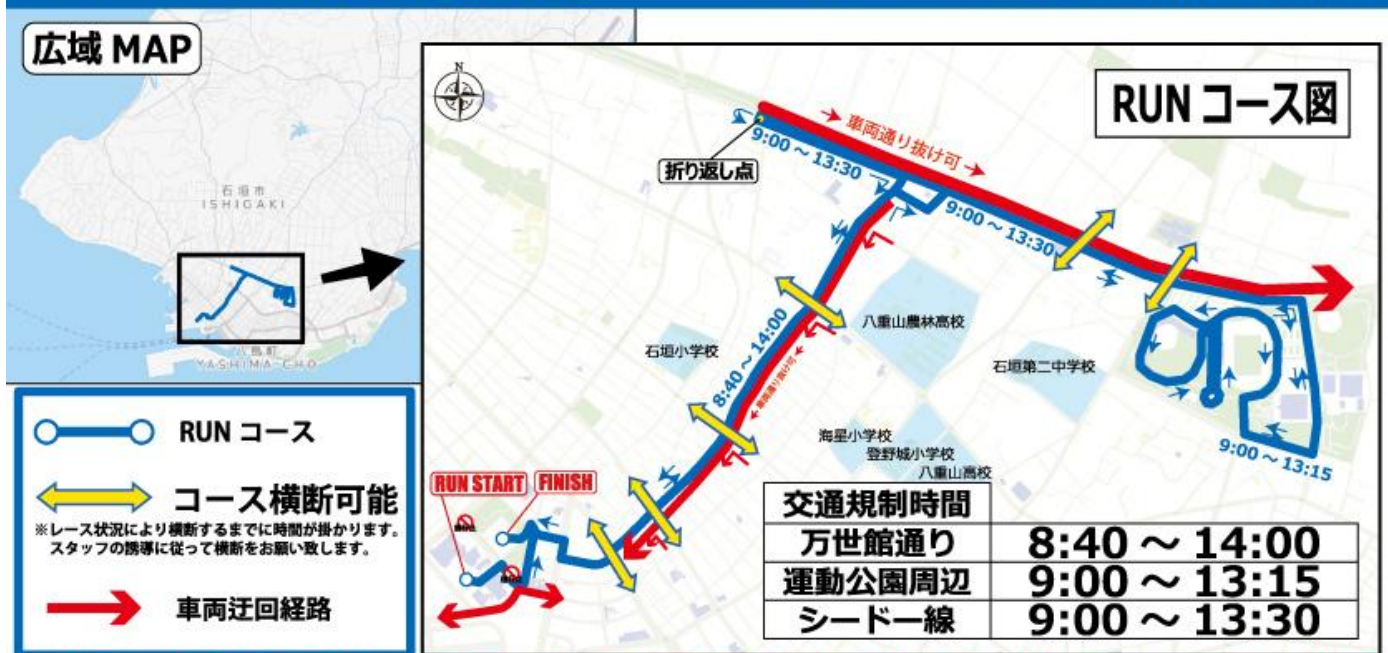 広域 MAP
石垣市
ISHIGAKI
八島町
YASHIMA-CHO
RUN コース
コース横断可能
※レース状況により横断するまでに時間が掛かります。
スタッフの誘導に従って横断をお願い致します。
車両迂回経路
N
RUN コース図
車両通り抜け可
9:00 ～ 13:30
折り返し点
9:00 ～ 13:30
八重山農林高校
石垣小学校
8:40 ～ 14:00
車両通り抜け可
石垣第二中学校
海星小学校
登野城小学校
八重山高校
9:00 ～ 13:15
RUN START
FINISH
交通規制時間
万世館通り 8:40 ～ 14:00
運動公園周辺 9:00 ～ 13:15
シードー線 9:00 ～ 13:30